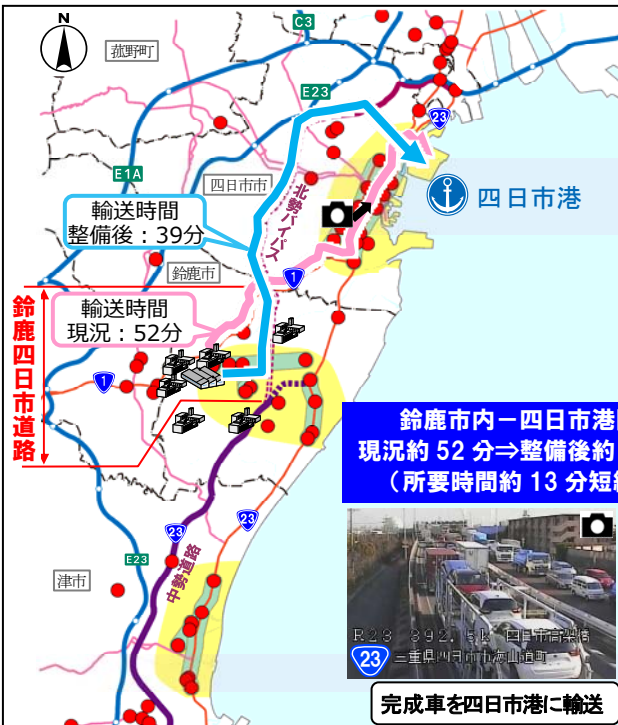 N
菰野町
C3
E23
23
E1A
四日市市
北勢バイパス
四日市港
輸送時間
整備後：39分
鈴鹿市
1
輸送時間
現況：52分
鈴鹿四日市道路
1
鈴鹿市内－四日市港
現況約 52 分⇒整備後約
（所要時間約 13 分短
23
23
E23
中勢道路
津市
R23 392.5k 四日市高架橋
23
三重県四日市市海山道町
完成車を四日市港に輸送